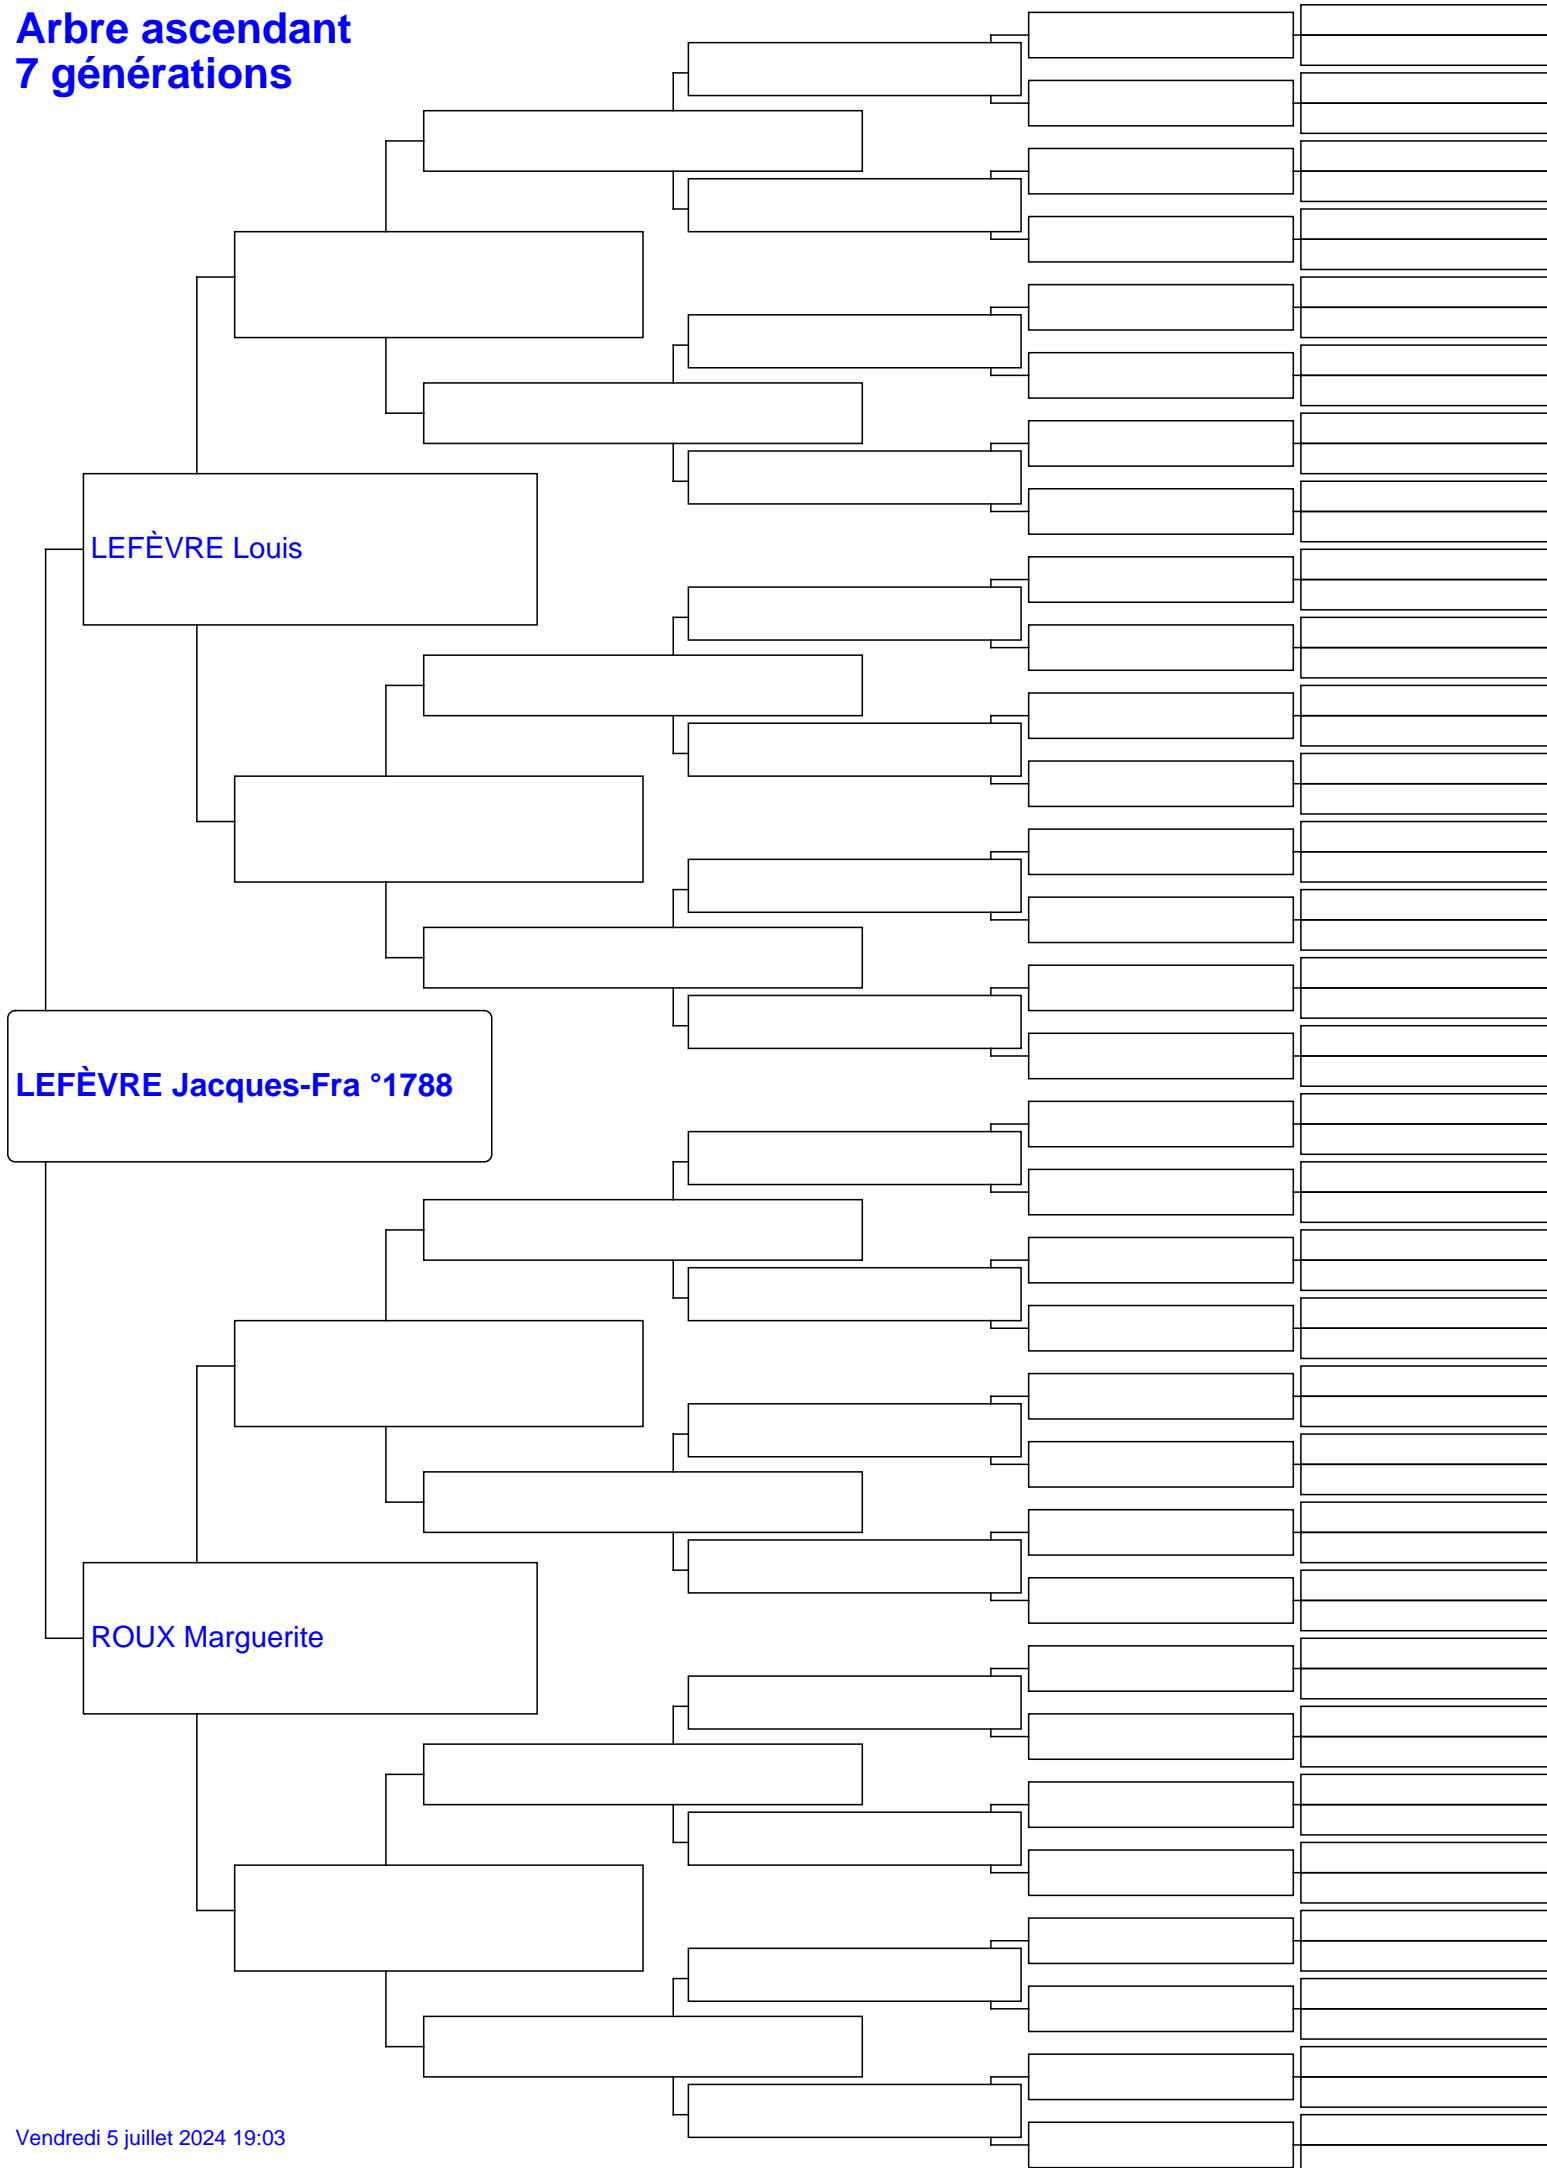 Arbre ascendant
7 générations
LEFÈVRE Louis
LEFÈVRE Jacques-Fra °1788
ROUX Marguerite
Vendredi 5 juillet 2024 19:03